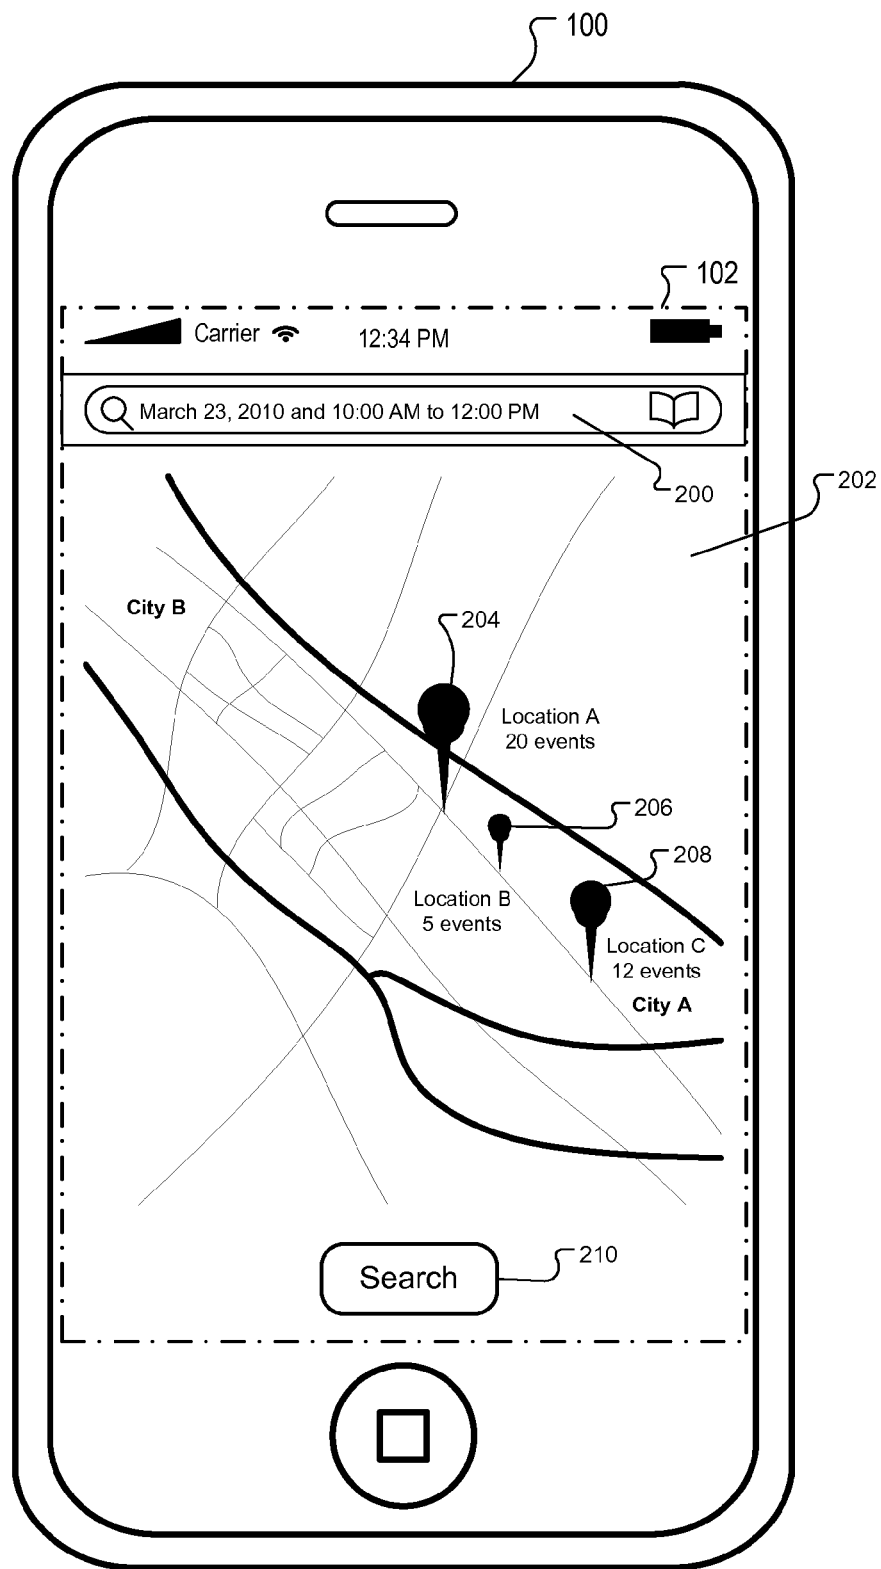 100
102
Carrier
12:34 PM
March 23, 2010 and 10:00 AM to 12:00 PM
200
202
City B
204
Location A
20 events
206
208
Location B
5 events
Location C
12 events
City A
Search
210